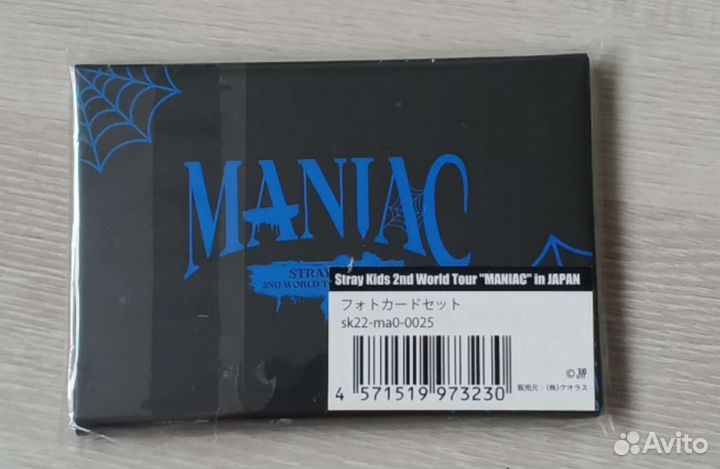 MANIAC
STRAY
2ND WORLD T
Stray Kids 2nd World Tour "MANIAC" in JAPAN
フォトカードセット
sk22-ma0-0025
4 571519 973230
©
販売元:(株)クオラス
Avito